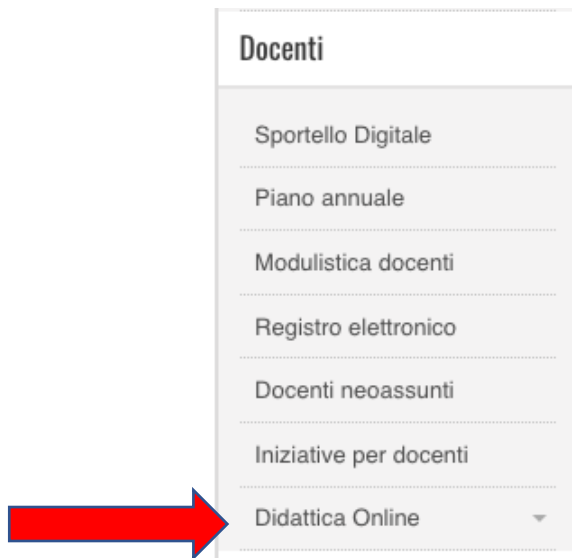 Docenti
Sportello Digitale
Piano annuale
Modulistica docenti
Registro elettronico
Docenti neoassunti
Iniziative per docenti
Didattica Online